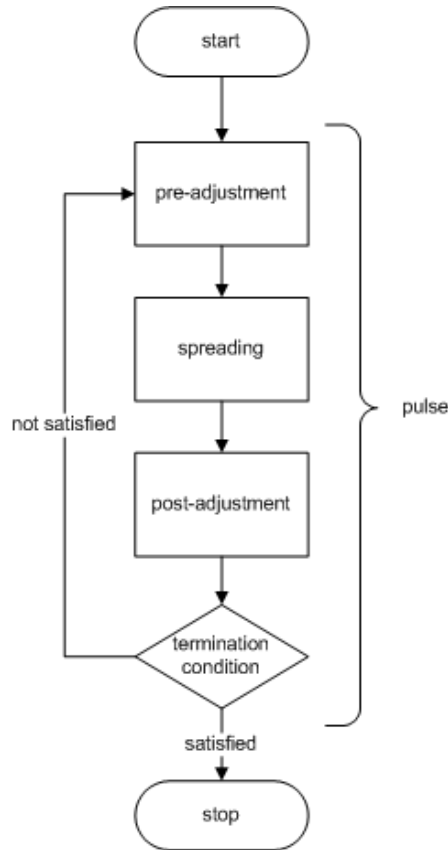 start
pre-adjustment
spreading
pulse
not satisfied
post-adjustment
termination
condition
satisfied
stop